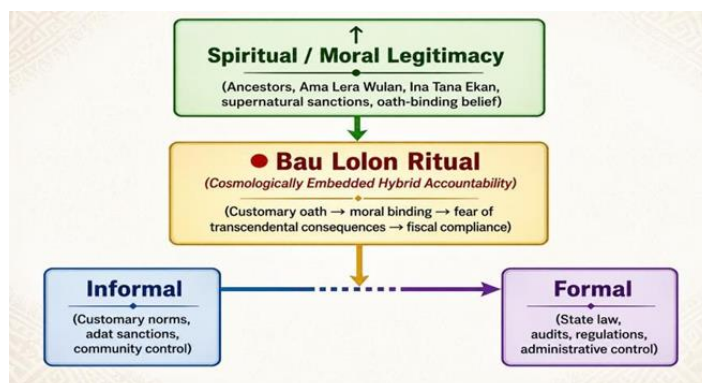 ↑
Spiritual / Moral Legitimacy
(Ancestors, Ama Lera Wulan, Ina Tana Ekan,
supernatural sanctions, oath-binding belief)
Bau Lolon Ritual
(Cosmologically Embedded Hybrid Accountability)
(Customary oath → moral binding → fear of
transcendental consequences → fiscal compliance)
Informal
(Customary norms,
adat sanctions,
community control)
Formal
(State law,
audits, regulations,
administrative control)